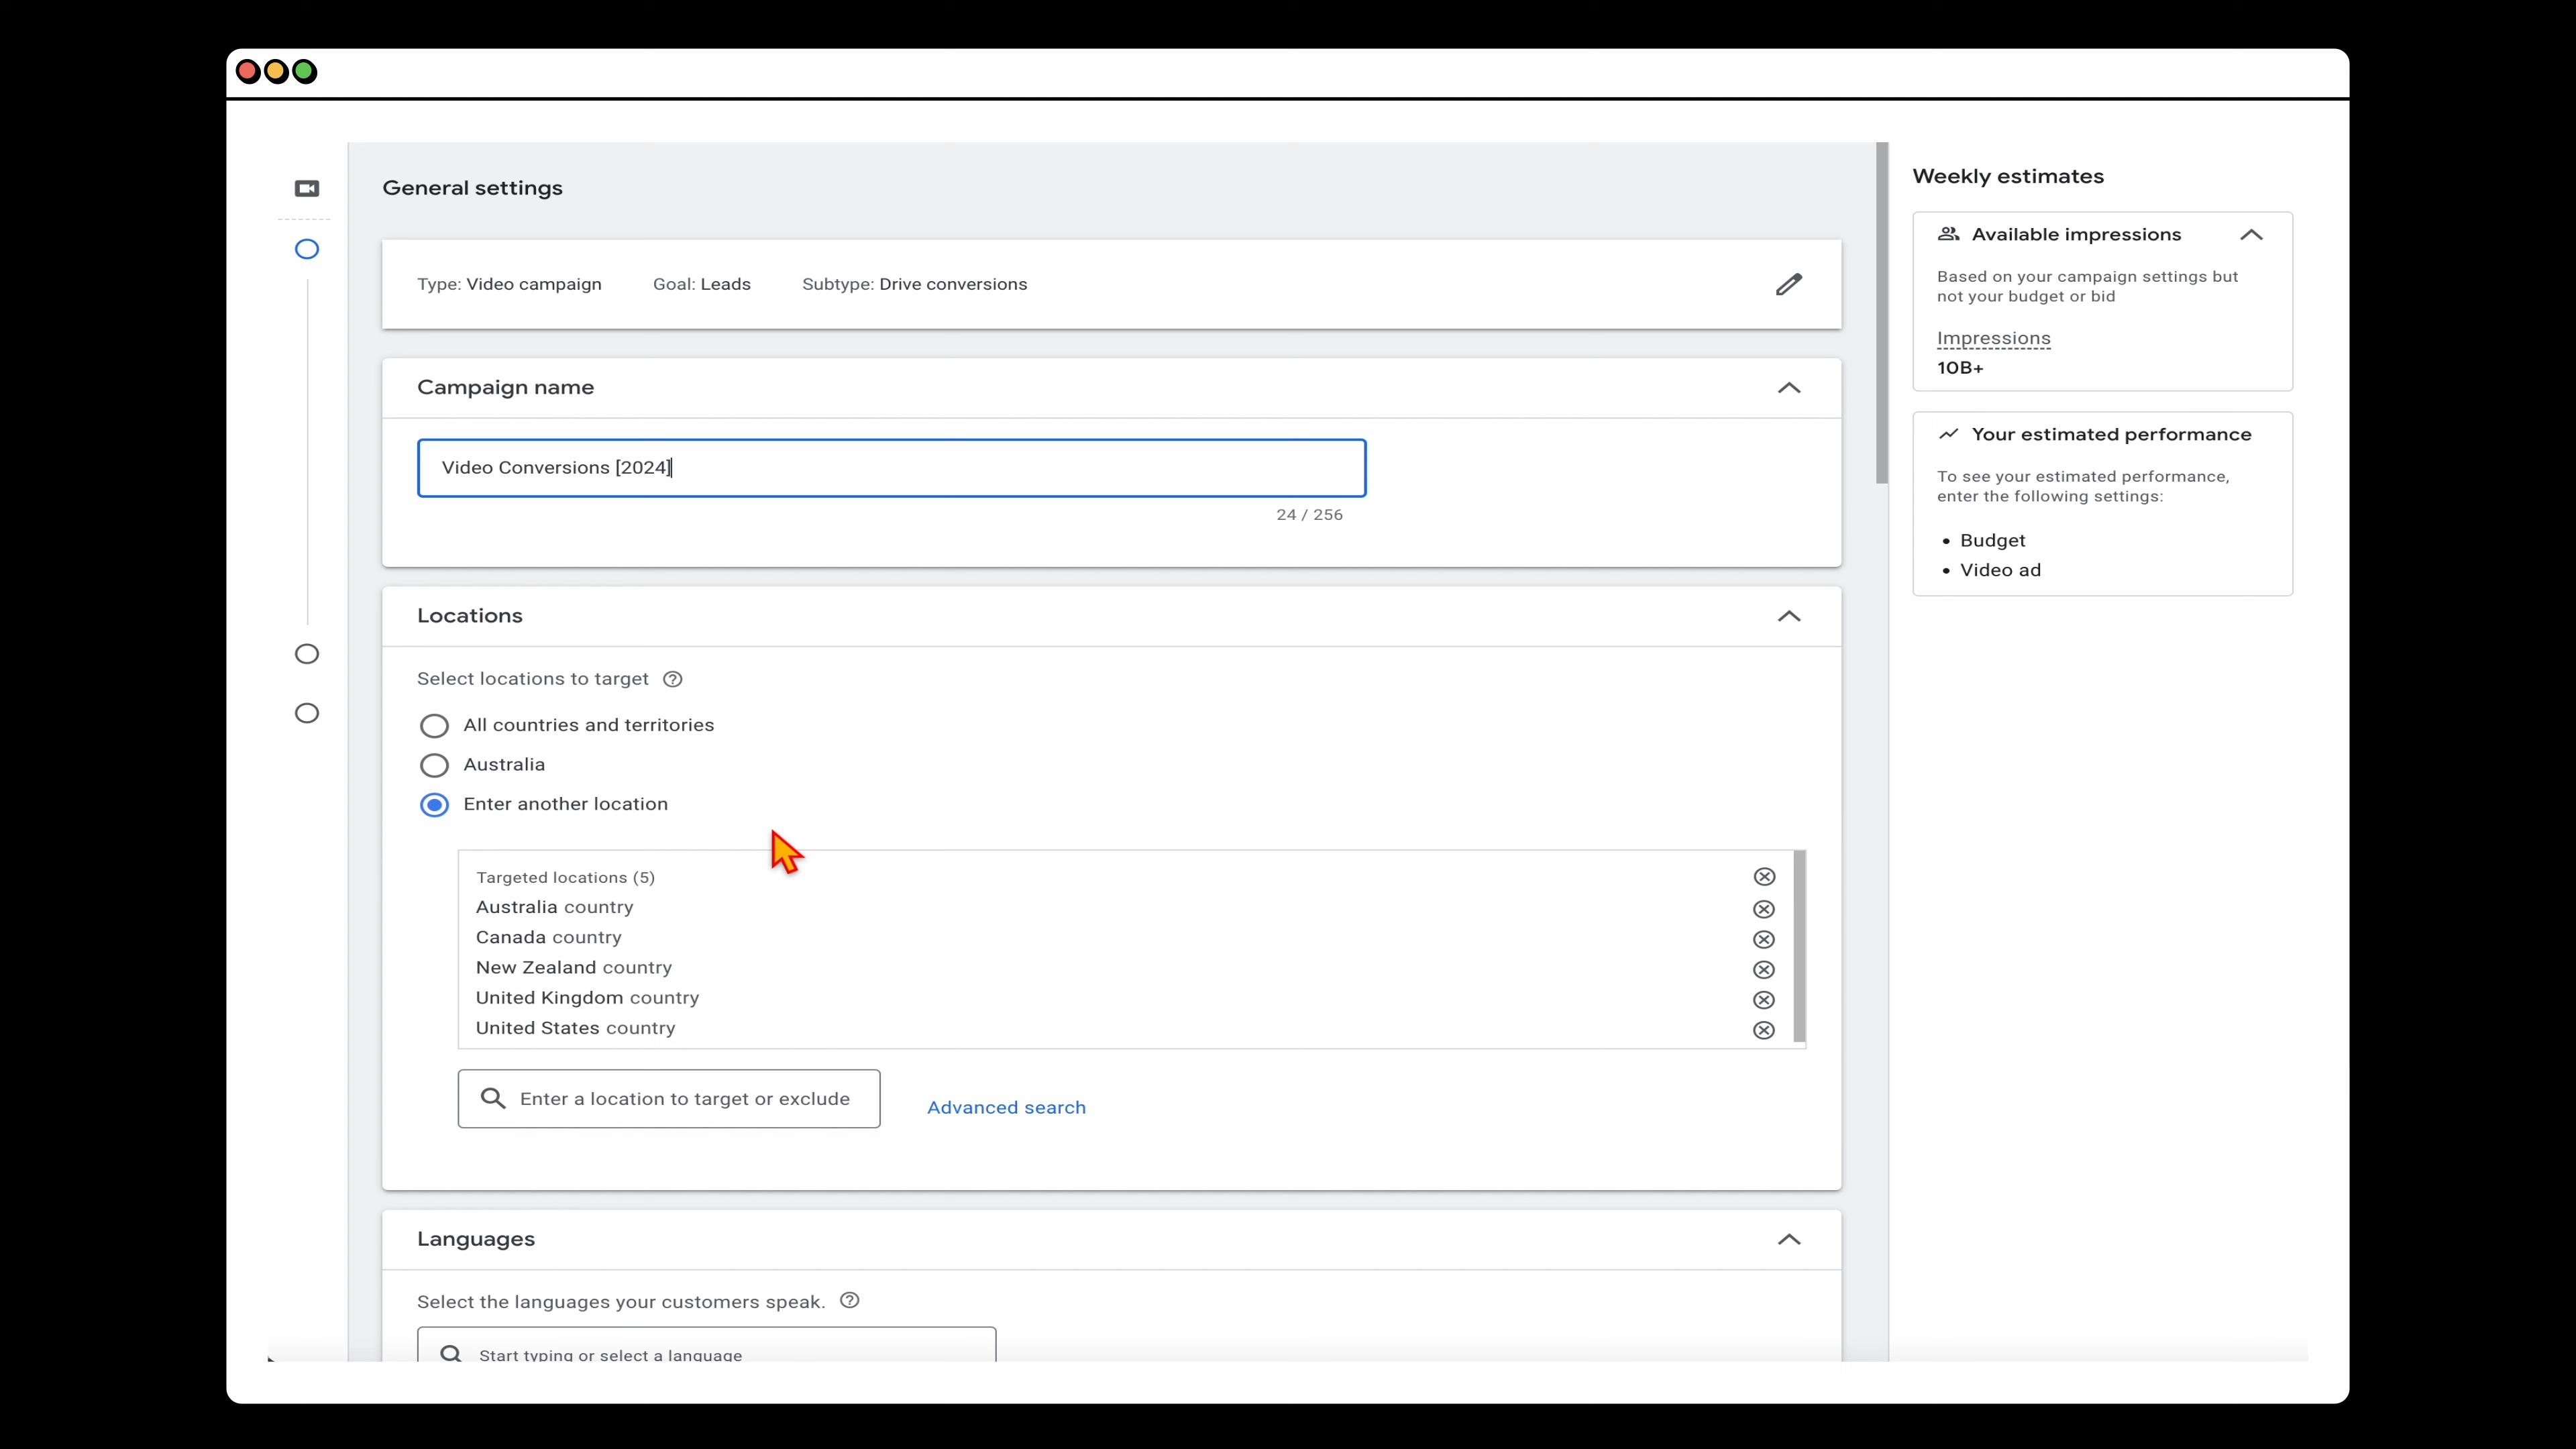 General settings
Type: Video campaign Goal: Leads Subtype: Drive conversions
Campaign name
Video Conversions [2024]
24 / 256
Locations
Select locations to target
All countries and territories
Australia
Enter another location
Targeted locations (5)
Australia country
Canada country
New Zealand country
United Kingdom country
United States country
Enter a location to target or exclude
Advanced search
Languages
Select the languages your customers speak.
Start typing or select a language
Weekly estimates
Available impressions
Based on your campaign settings but
not your budget or bid
Impressions
10B+
Your estimated performance
To see your estimated performance,
enter the following settings:
• Budget
• Video ad